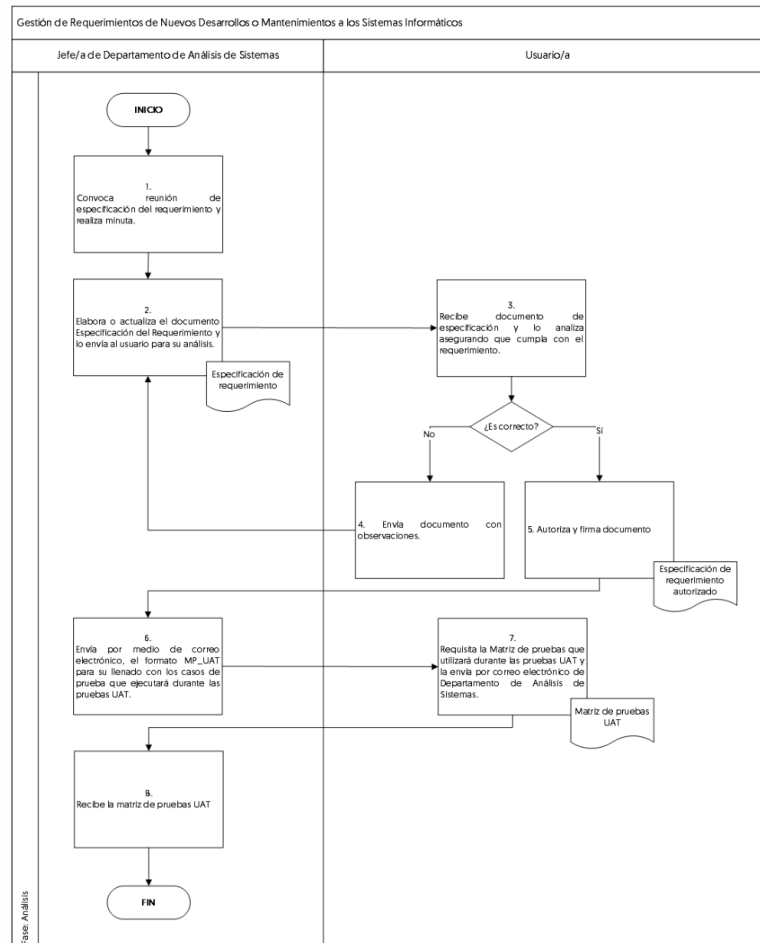 Gestión de Requerimientos de Nuevos Desarrollos o Mantenimientos a los Sistemas Informáticos
Jefe/a de Departamento de Análisis de Sistemas
Usuario/a
INICIO
1.
Convoca reunión de
especificación del requerimiento y
realiza minuta.
2.
Elabora o actualiza el documento
Especificación del Requerimiento y
lo envía al usuario para su análisis.
Especificación de
requerimiento
3.
Recibe documento de
especificación y lo analiza
asegurando que cumpla con el
requerimiento.
¿Es correcto?
No
Si
4. Envía documento con
observaciones.
5. Autoriza y firma documento
Especificación de
requerimiento
autorizado
6.
Envía por medio de correo
electrónico, el formato MP_UAT
para su llenado con los casos de
prueba que ejecutará durante las
pruebas UAT.
7.
Requisita la Matriz de pruebas que
utilizará durante las pruebas UAT y
la envía por correo electrónico de
Departamento de Análisis de
Sistemas.
Matriz de pruebas
UAT
8.
Recibe la matriz de pruebas UAT
FIN
Fase: Análisis